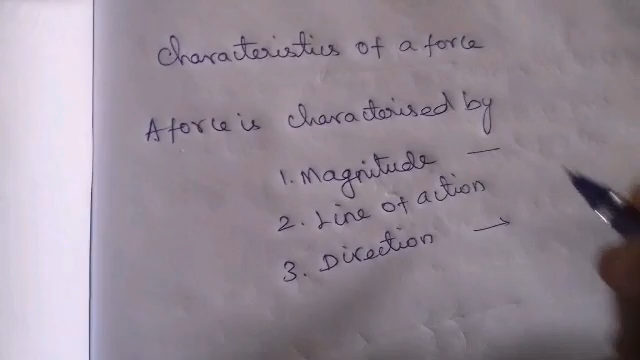 Characteristics of a force
A force is characterised by
1. Magnitude —
2. Line of action
3. Direction →